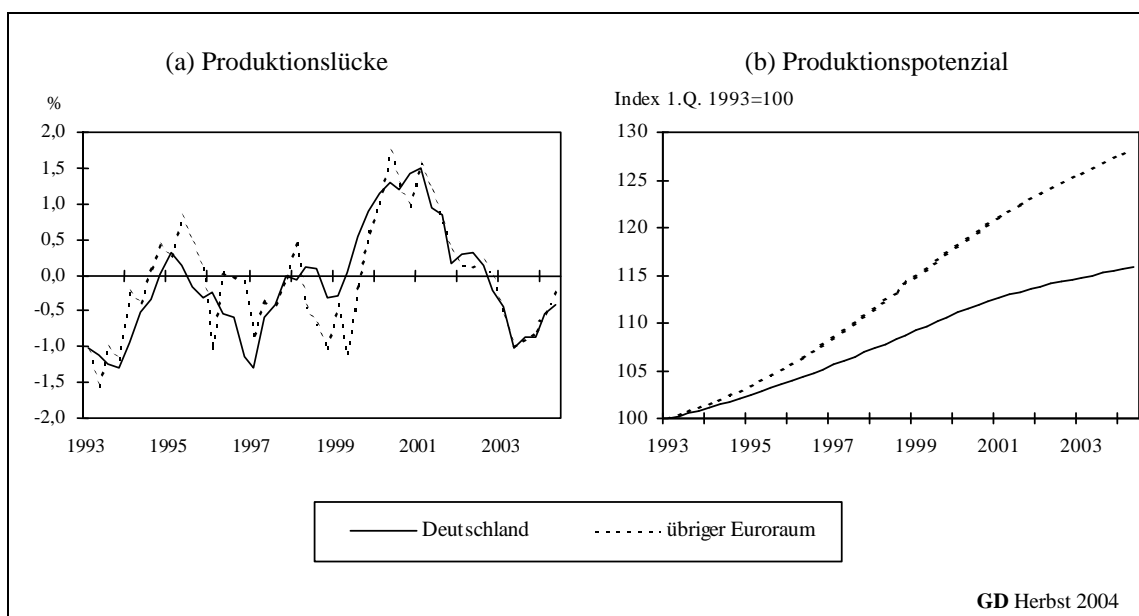 (a) Produktionslücke
%
2,0
1,5
1,0
0,5
0,0
-0,5
-1,0
-1,5
-2,0
1993 1995 1997 1999 2001 2003
(b) Produktionspotenzial
Index 1.Q. 1993=100
130
125
120
115
110
105
100
1993 1995 1997 1999 2001 2003
Deutschland übriger Euroraum
GD Herbst 2004